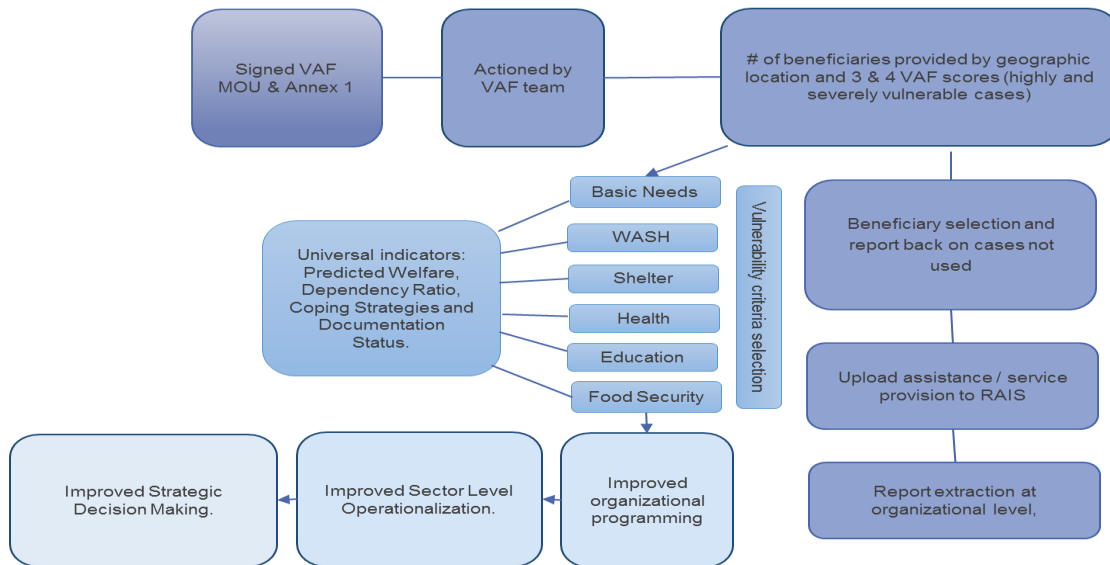 Signed VAF
MOU & Annex 1
Actioned by
VAF team
# of beneficiaries provided by geographic
location and 3 & 4 VAF scores (highly and
severely vulnerable cases)
Basic Needs
WASH
Shelter
Health
Education
Food Security
Vulnerability criteria selection
Universal indicators:
Predicted Welfare,
Dependency Ratio,
Coping Strategies and
Documentation
Status.
Beneficiary selection and
report back on cases not
used
Upload assistance / service
provision to RAIS
Report extraction at
organizational level,
Improved
organizational
programming
Improved Sector Level
Operationalization.
Improved Strategic
Decision Making.